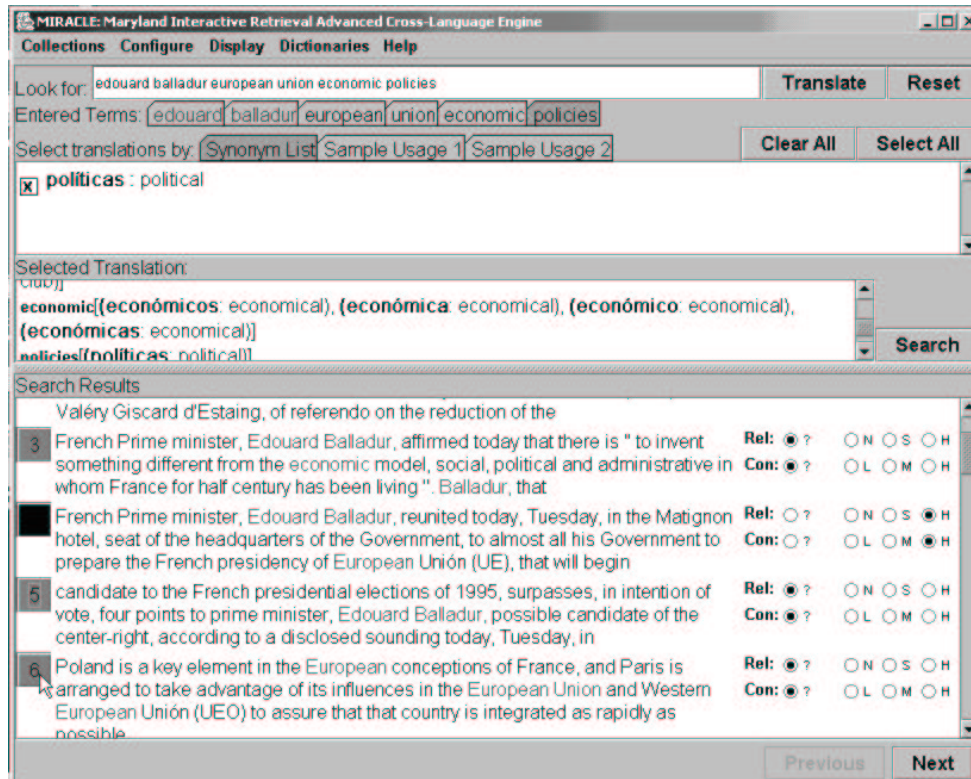 MIRACLE: Maryland Interactive Retrieval Advanced Cross-Language Engine
Collections Configure Display Dictionaries Help
Look for: edouard balladur european union economic policies Translate Reset
Entered Terms: edouard balladur european union economic policies
Select translations by: Synonym List Sample Usage 1 Sample Usage 2 Clear All Select All
X políticas : political
Selected Translation:
club)]
economic[(económicos: economical), (económica: economical), (económico: economical),
(económicas: economical)]
policies[(políticas: political)]
Search
Search Results
Valéry Giscard d'Estaing, of referendo on the reduction of the
3 French Prime minister, Edouard Balladur, affirmed today that there is " to invent Rel: ? N S H
something different from the economic model, social, political and administrative in Con: ? L M H
whom France for half century has been living ". Balladur, that
French Prime minister, Edouard Balladur, reunited today, Tuesday, in the Matignon Rel: ? N S H
hotel, seat of the headquarters of the Government, to almost all his Government to Con: ? L M H
prepare the French presidency of European Unión (UE), that will begin
5 candidate to the French presidential elections of 1995, surpasses, in intention of Rel: ? N S H
vote, four points to prime minister, Edouard Balladur, possible candidate of the Con: ? L M H
center-right, according to a disclosed sounding today, Tuesday, in
6 Poland is a key element in the European conceptions of France, and Paris is Rel: ? N S H
arranged to take advantage of its influences in the European Union and Western Con: ? L M H
European Unión (UEO) to assure that that country is integrated as rapidly as
possible
Previous Next